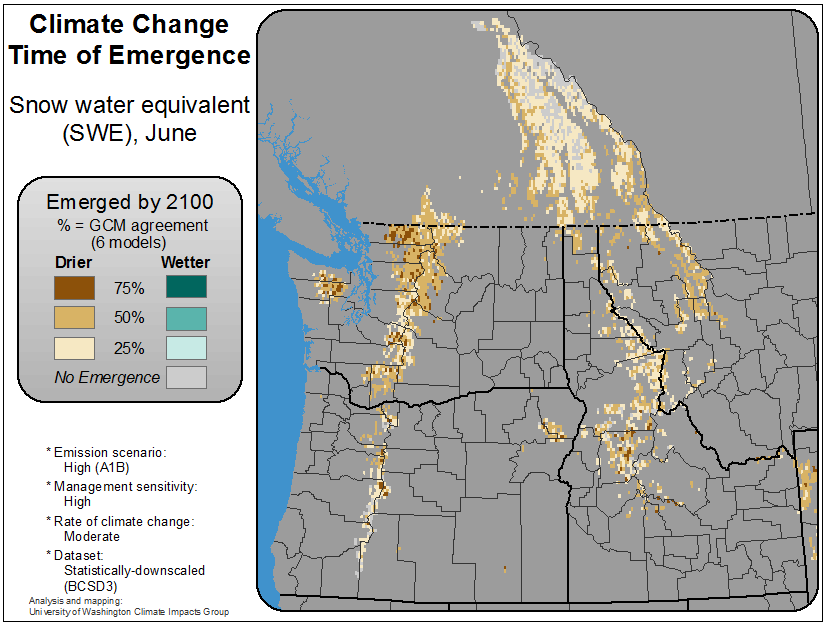 Climate Change
Time of Emergence
Snow water equivalent
(SWE), June
Emerged by 2100
% = GCM agreement
(6 models)
Drier Wetter
75%
50%
25%
No Emergence
* Emission scenario:
High (A1B)
* Management sensitivity:
High
* Rate of climate change:
Moderate
* Dataset:
Statistically-downscaled
(BCSD3)
Analysis and mapping:
University of Washington Climate Impacts Group